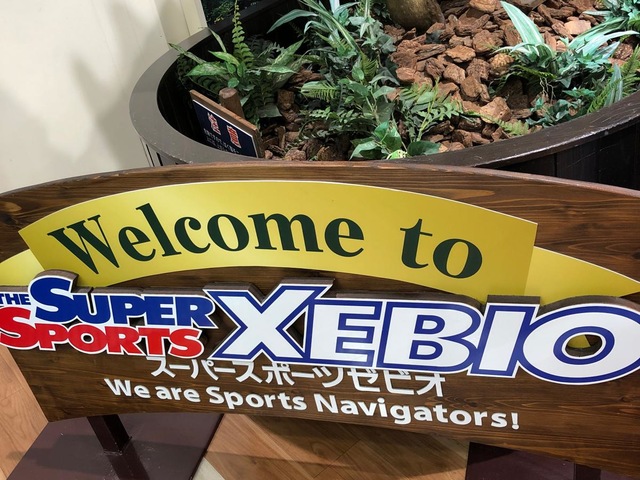 Welcome to
THE SUPER SPORTS XEBIO
スーパースポーツゼビオ
We are Sports Navigators!